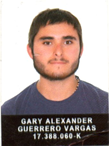 GARY ALEXANDER
GUERRERO VARGAS
17.388.060-K